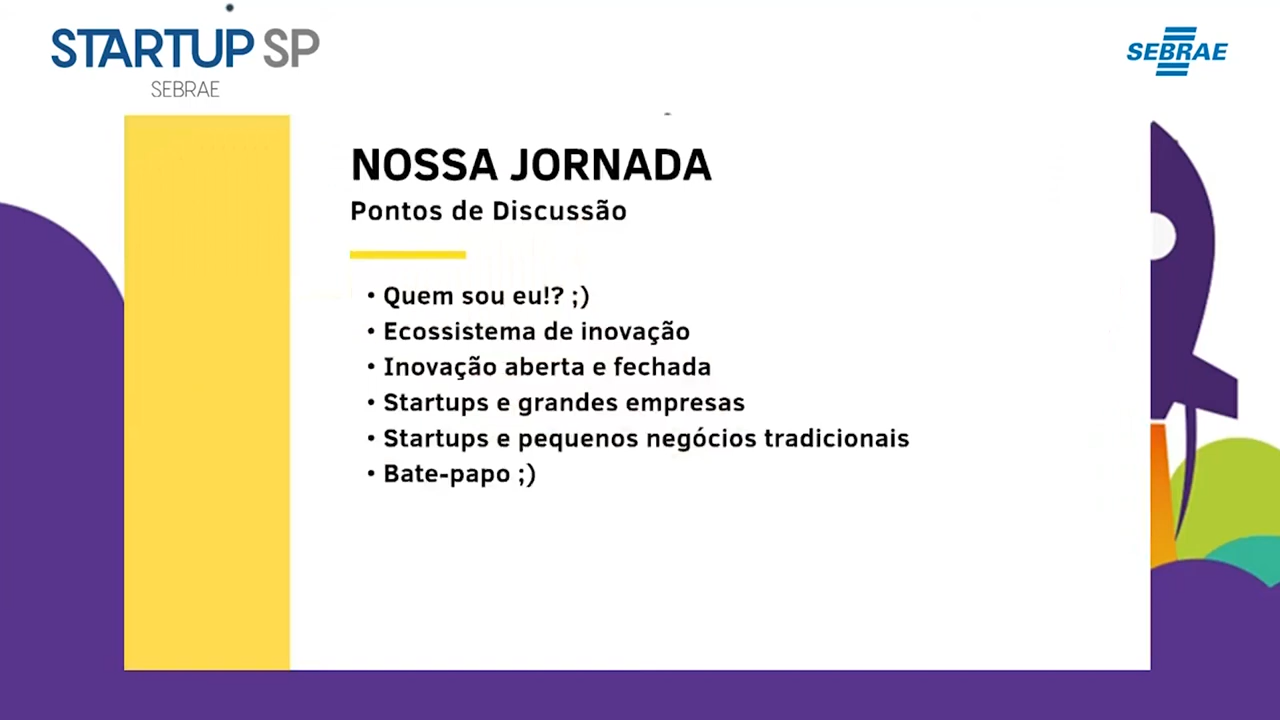 STARTUP SP
SEBRAE
SEBRAE
NOSSA JORNADA
Pontos de Discussão
• Quem sou eu!? ;)
• Ecossistema de inovação
• Inovação aberta e fechada
• Startups e grandes empresas
• Startups e pequenos negócios tradicionais
• Bate-papo ;)